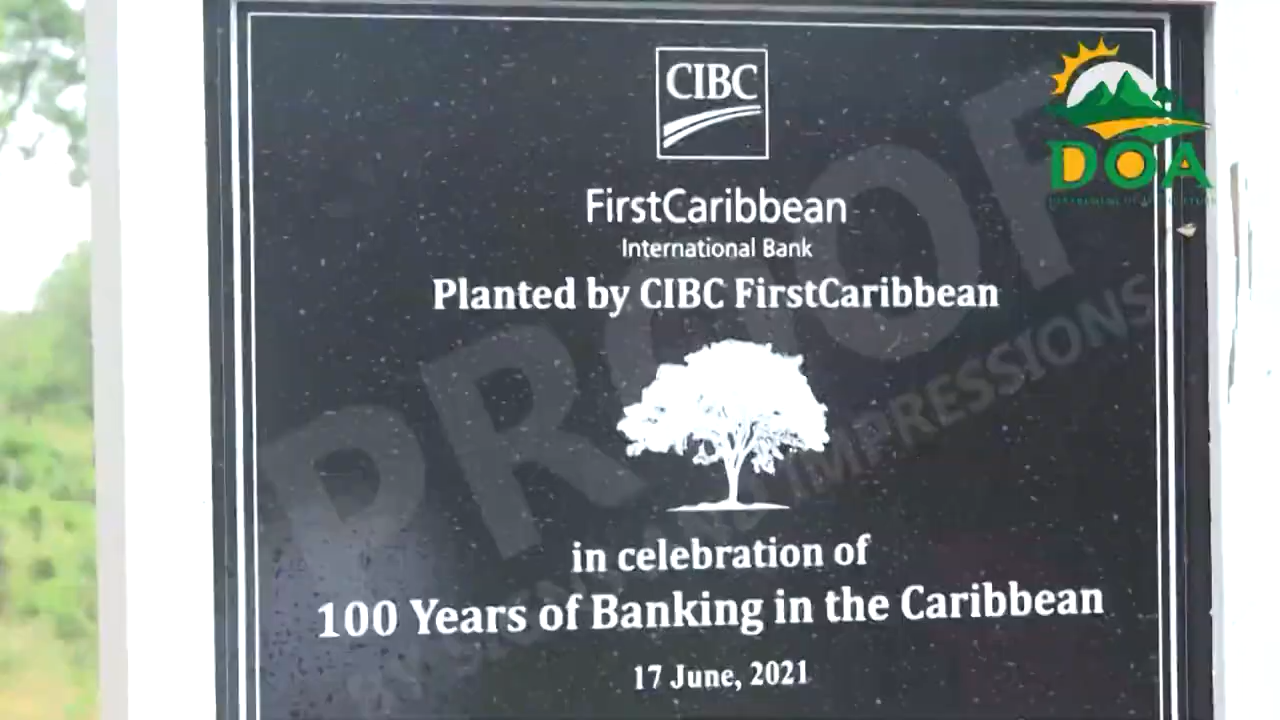 CIBC
FirstCaribbean
International Bank
Planted by CIBC FirstCaribbean
in celebration of
100 Years of Banking in the Caribbean
17 June, 2021
PROOF
IMPRESSIONS
DOA